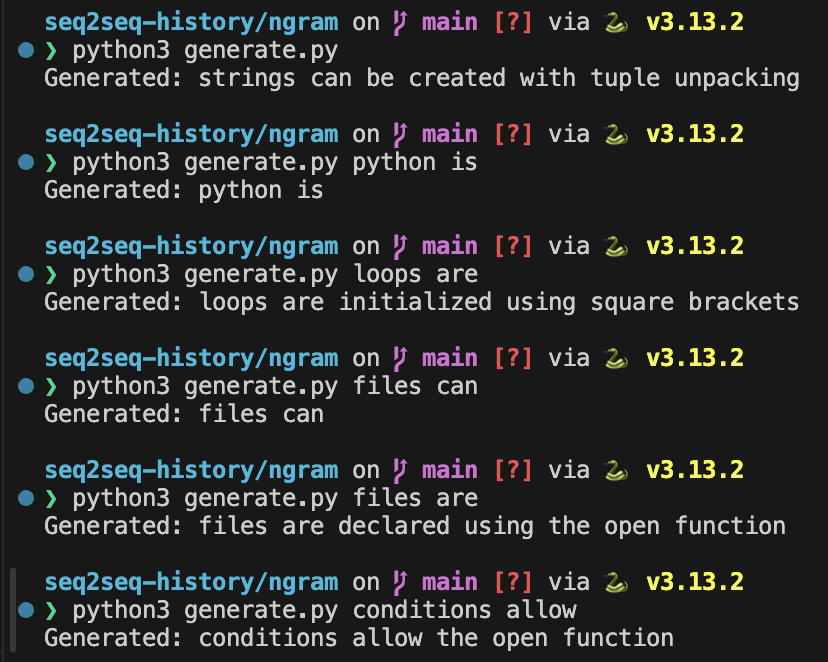 seq2seq-history/ngram on main [?] via 🐍 v3.13.2
❯ python3 generate.py
Generated: strings can be created with tuple unpacking
seq2seq-history/ngram on main [?] via 🐍 v3.13.2
❯ python3 generate.py python is
Generated: python is
seq2seq-history/ngram on main [?] via 🐍 v3.13.2
❯ python3 generate.py loops are
Generated: loops are initialized using square brackets
seq2seq-history/ngram on main [?] via 🐍 v3.13.2
❯ python3 generate.py files can
Generated: files can
seq2seq-history/ngram on main [?] via 🐍 v3.13.2
❯ python3 generate.py files are
Generated: files are declared using the open function
seq2seq-history/ngram on main [?] via 🐍 v3.13.2
❯ python3 generate.py conditions allow
Generated: conditions allow the open function